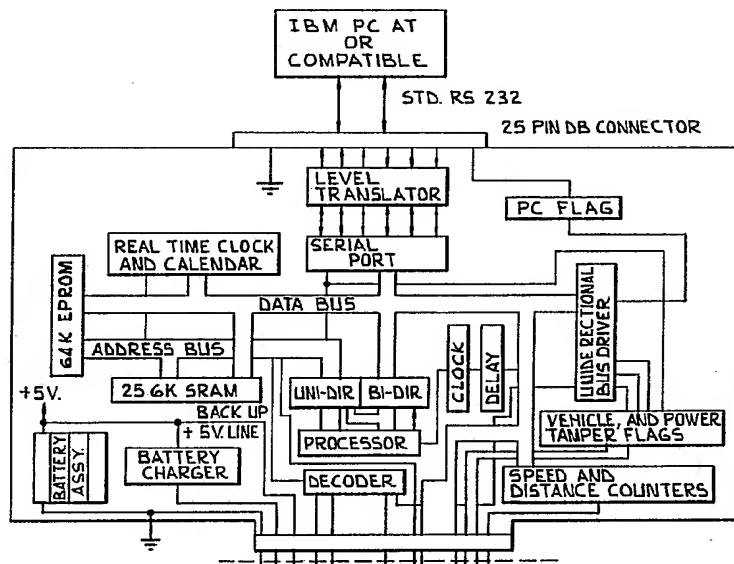 IBM PC AT
OR
COMPATIBLE
STD. RS 232
25 PIN DB CONNECTOR
LEVEL
TRANSLATOR
PC FLAG
REAL TIME CLOCK
AND CALENDAR
SERIAL
PORT
64K EPROM
DATA BUS
ADDRESS BUS
UNIDERECTIONAL
BUS DRIVER
CLOCK
DELAY
256K SRAM
UNI-DIR
BI-DIR
+5V.
BACK UP
+5V. LINE
PROCESSOR
VEHICLE, AND POWER
TAMPER FLAGS
BATTERY
ASSY.
BATTERY
CHARGER
DECODER
SPEED AND
DISTANCE COUNTERS